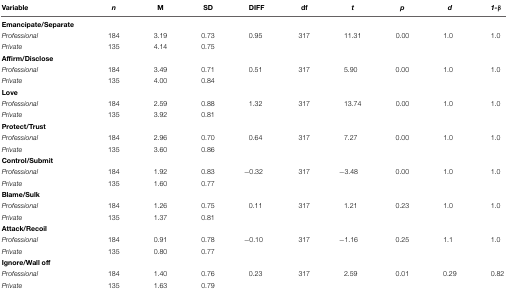 Variable n M SD DIFF df t p d 1-β
Emancipate/Separate
Professional 184 3.19 0.73 0.95 317 11.31 0.00 1.0 1.0
Private 135 4.14 0.75
Affirm/Disclose
Professional 184 3.49 0.71 0.51 317 5.90 0.00 1.0 1.0
Private 135 4.00 0.84
Love
Professional 184 2.59 0.88 1.32 317 13.74 0.00 1.0 1.0
Private 135 3.92 0.81
Protect/Trust
Professional 184 2.96 0.70 0.64 317 7.27 0.00 1.0 1.0
Private 135 3.60 0.86
Control/Submit
Professional 184 1.92 0.83 −0.32 317 −3.48 0.00 1.0 1.0
Private 135 1.60 0.77
Blame/Sulk
Professional 184 1.26 0.75 0.11 317 1.21 0.23 1.0 1.0
Private 135 1.37 0.81
Attack/Recoil
Professional 184 0.91 0.78 −0.10 317 −1.16 0.25 1.1 1.0
Private 135 0.80 0.77
Ignore/Wall off
Professional 184 1.40 0.76 0.23 317 2.59 0.01 0.29 0.82
Private 135 1.63 0.79